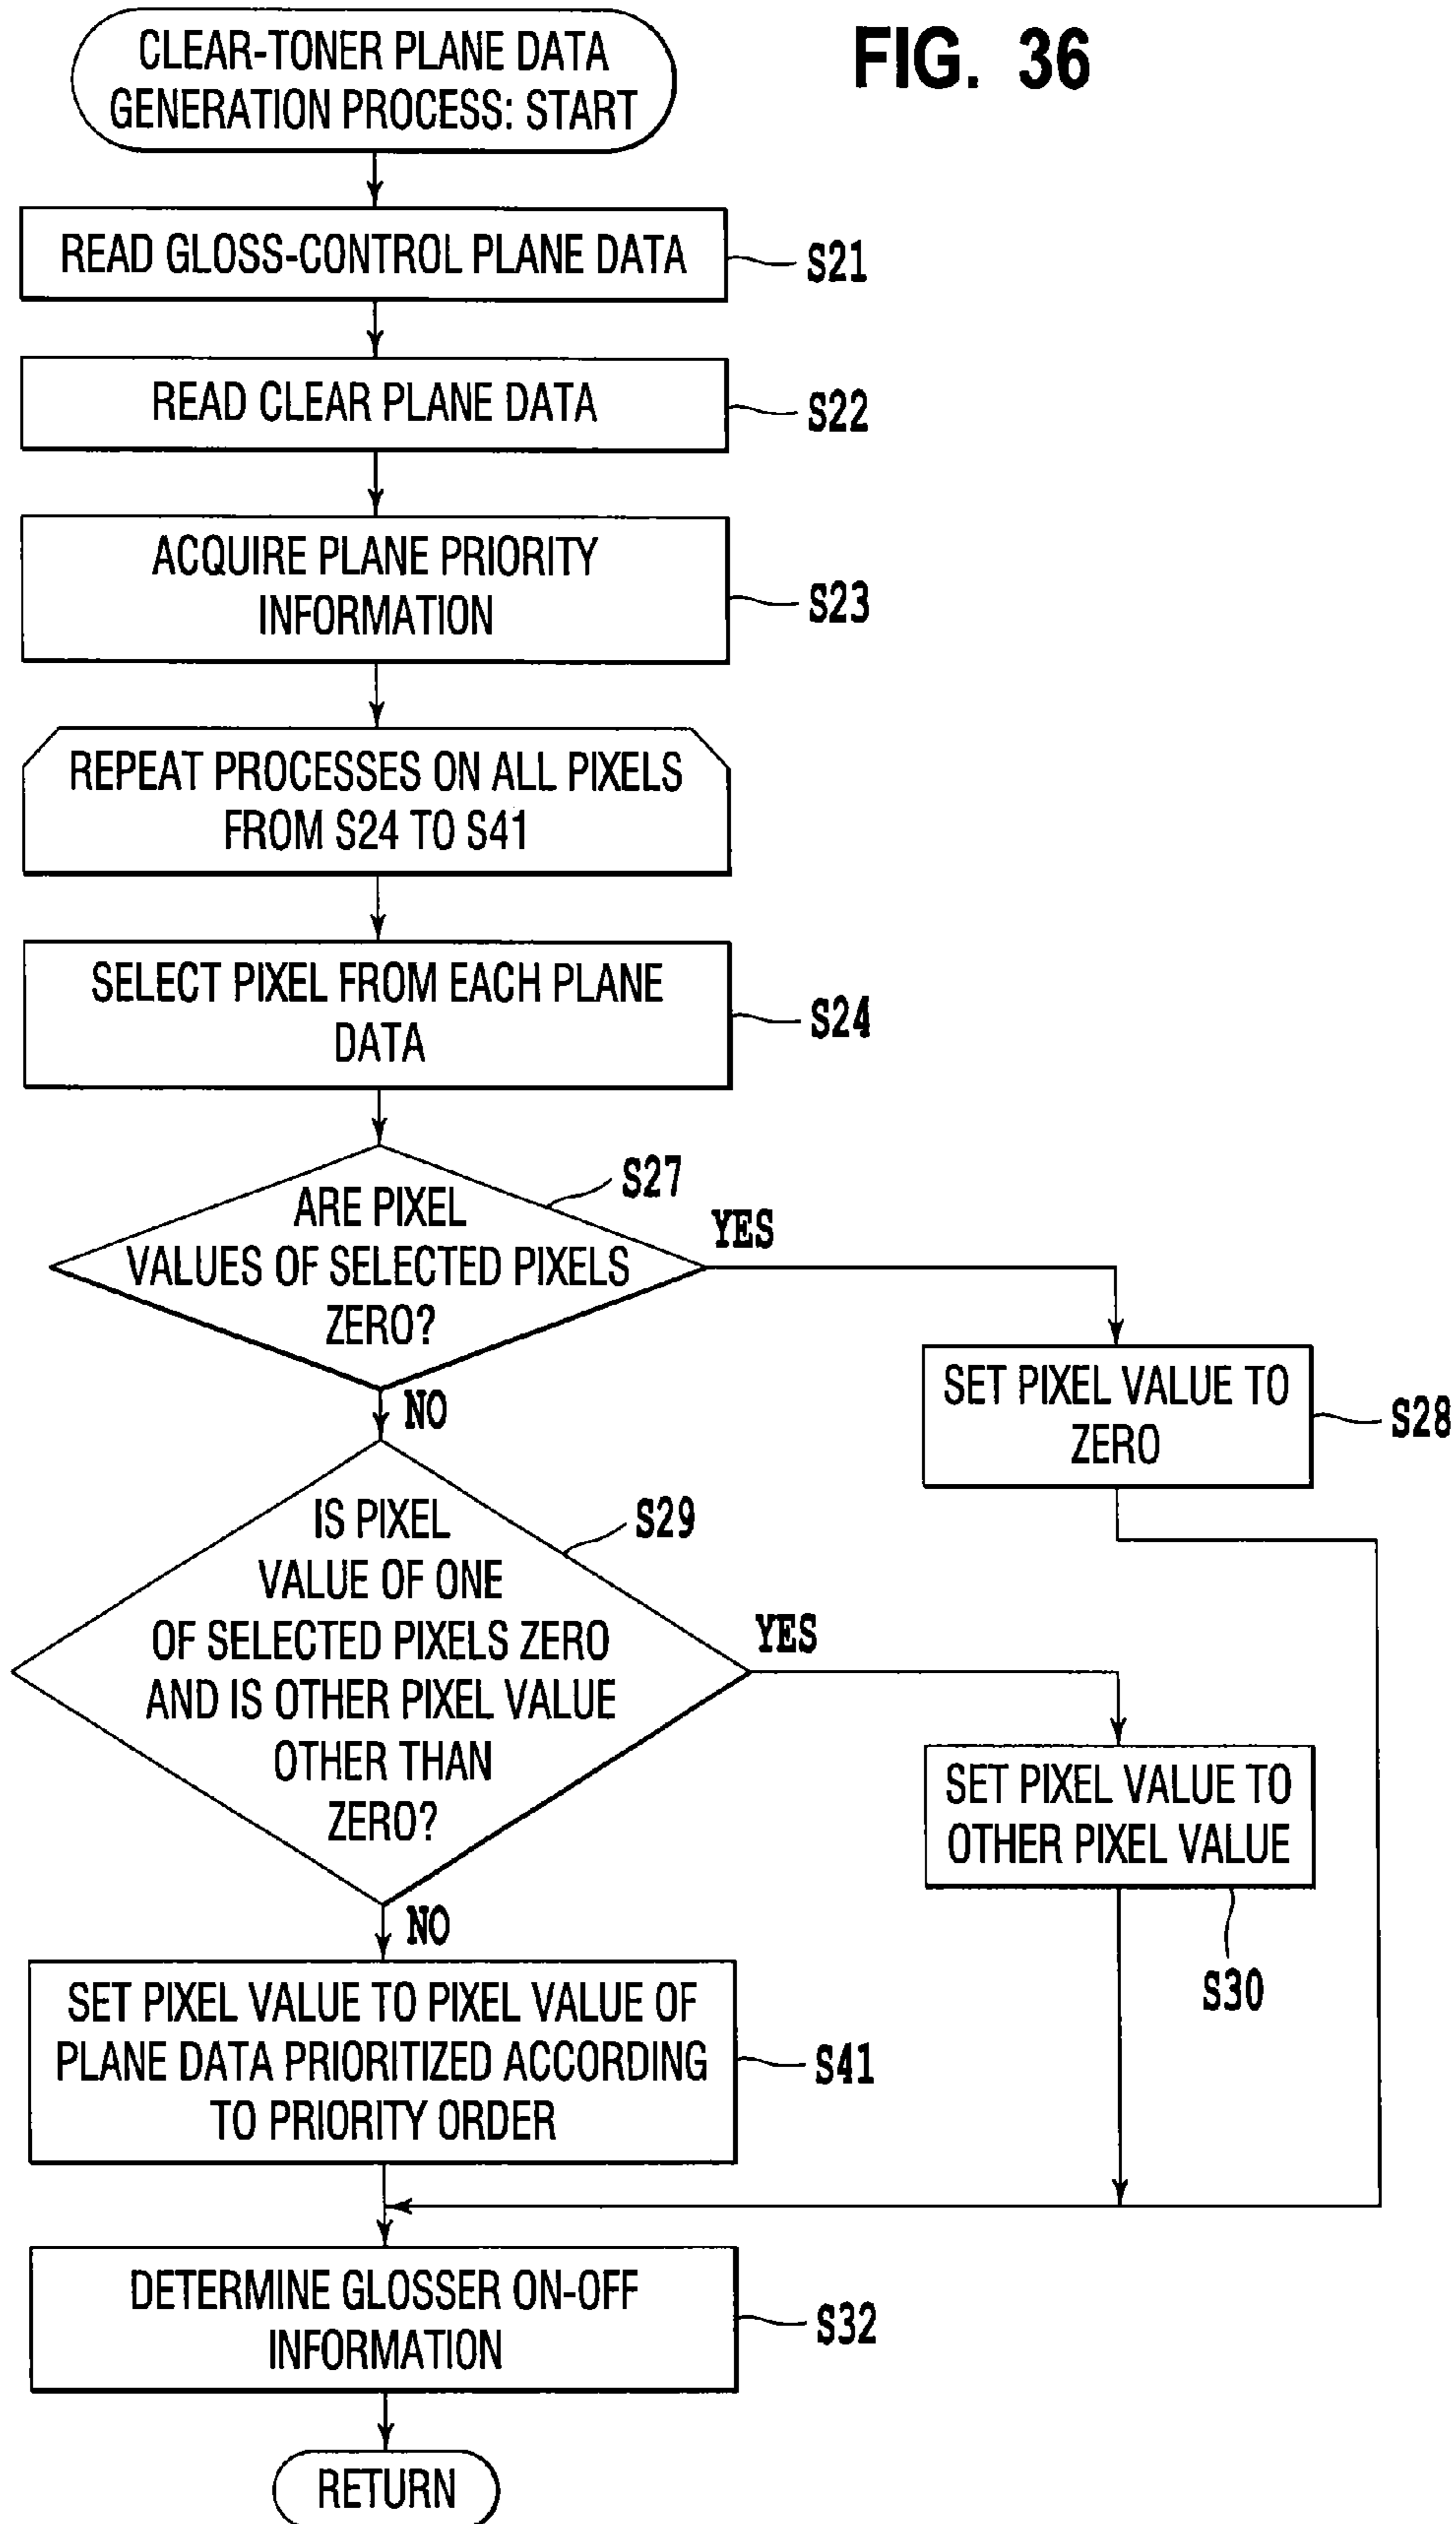 FIG. 36
CLEAR-TONER PLANE DATA
GENERATION PROCESS: START
READ GLOSS-CONTROL PLANE DATA
S21
READ CLEAR PLANE DATA
S22
ACQUIRE PLANE PRIORITY
INFORMATION
S23
REPEAT PROCESSES ON ALL PIXELS
FROM S24 TO S41
SELECT PIXEL FROM EACH PLANE
DATA
S24
ARE PIXEL
VALUES OF SELECTED PIXELS
ZERO?
S27
YES
NO
SET PIXEL VALUE TO
ZERO
S28
IS PIXEL
VALUE OF ONE
OF SELECTED PIXELS ZERO
AND IS OTHER PIXEL VALUE
OTHER THAN
ZERO?
S29
YES
NO
SET PIXEL VALUE TO
OTHER PIXEL VALUE
S30
SET PIXEL VALUE TO PIXEL VALUE OF
PLANE DATA PRIORITIZED ACCORDING
TO PRIORITY ORDER
S41
DETERMINE GLOSSER ON-OFF
INFORMATION
S32
RETURN